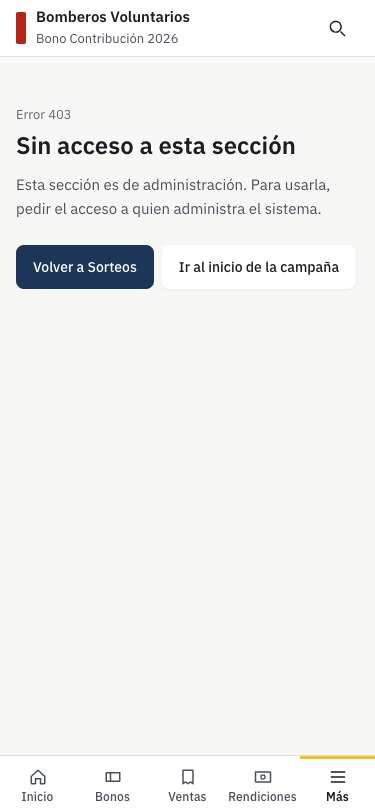 Bomberos Voluntarios
Bono Contribución 2026
Error 403
Sin acceso a esta sección
Esta sección es de administración. Para usarla,
pedir el acceso a quien administra el sistema.
Volver a Sorteos
Ir al inicio de la campaña
Inicio
Bonos
Ventas
Rendiciones
Más